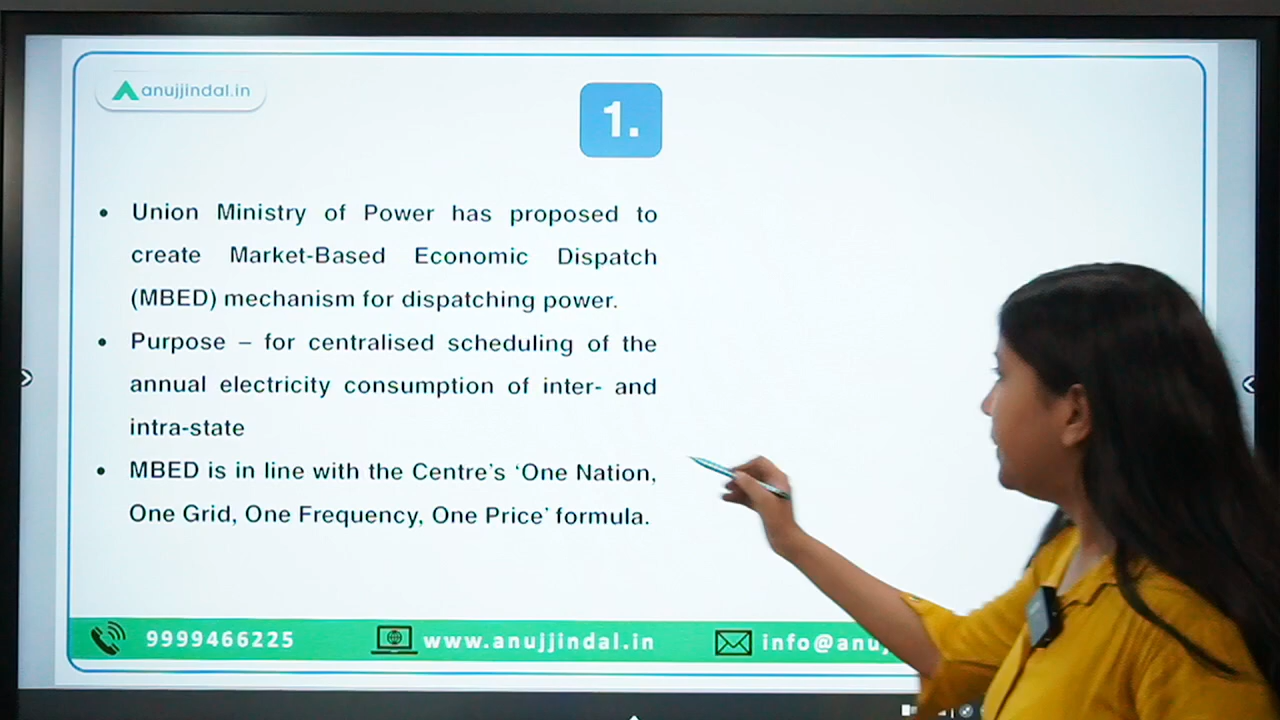 anujjindal.in
1.
• Union Ministry of Power has proposed to
create Market-Based Economic Dispatch
(MBED) mechanism for dispatching power.
• Purpose – for centralised scheduling of the
annual electricity consumption of inter- and
intra-state
• MBED is in line with the Centre's 'One Nation,
One Grid, One Frequency, One Price' formula.
9999466225 www.anujjindal.in info@anuj